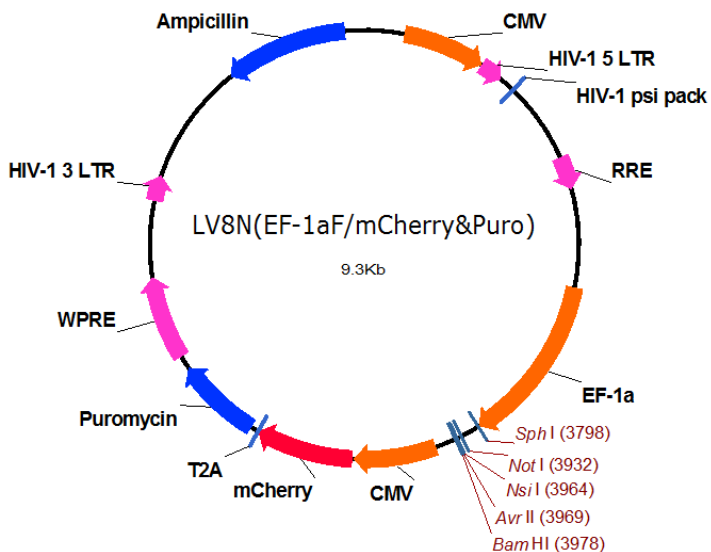 Ampicillin
CMV
HIV-1 5 LTR
HIV-1 psi pack
HIV-1 3 LTR
RRE
LV8N(EF-1aF/mCherry&Puro)
9.3Kb
WPRE
EF-1a
Puromycin
Sph I (3798)
T2A
Not I (3932)
mCherry
CMV
Nsi I (3964)
Avr II (3969)
Bam HI (3978)